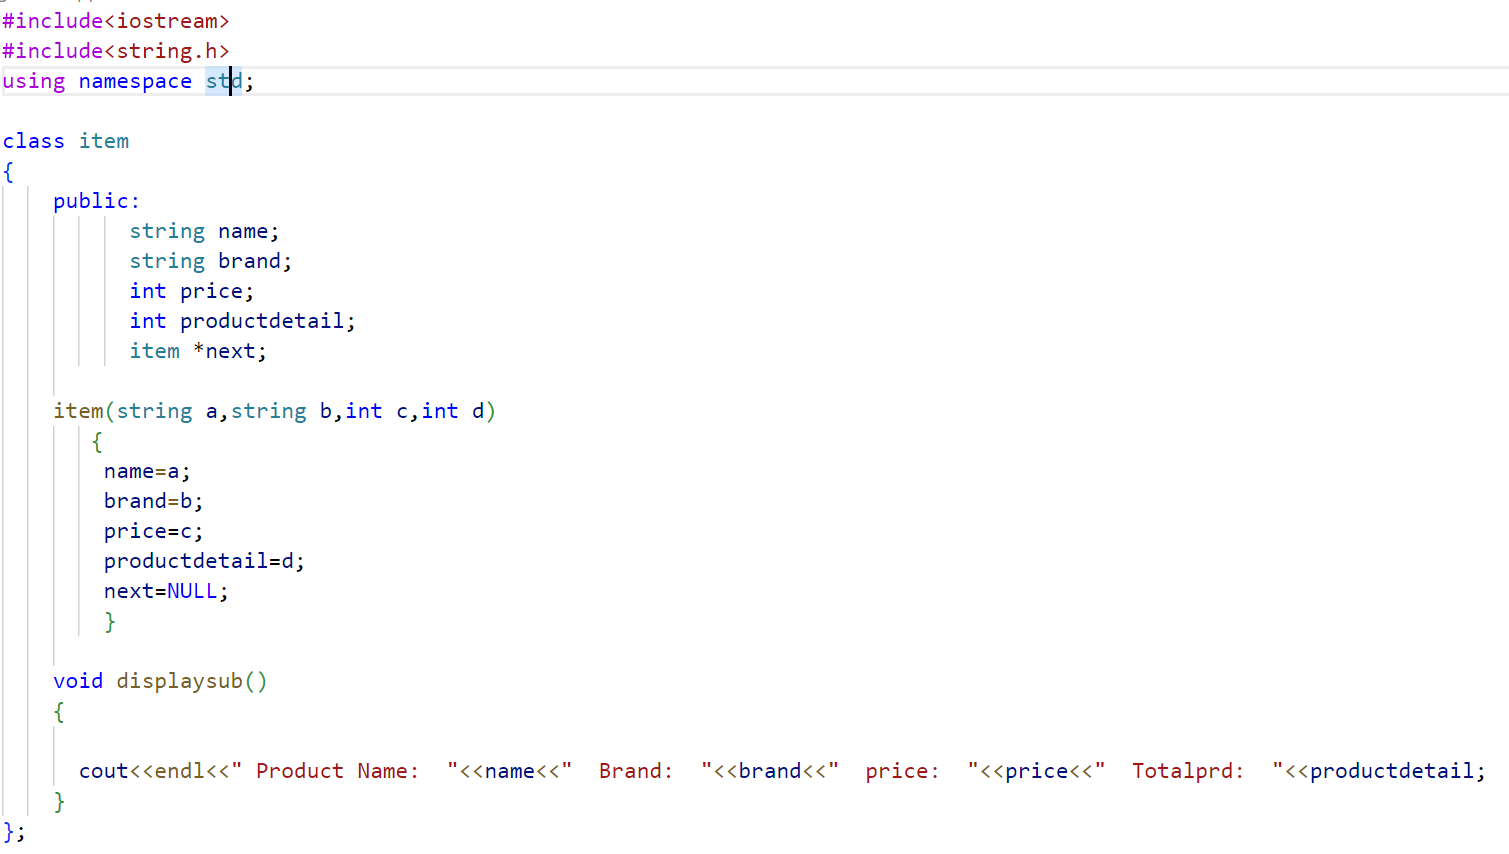 #include<iostream>
#include<string.h>
using namespace std;
class item
{
public:
string name;
string brand;
int price;
int productdetail;
item *next;
item(string a,string b,int c,int d)
{
name=a;
brand=b;
price=c;
productdetail=d;
next=NULL;
}
void displaysub()
{
cout<<endl<<" Product Name:  "<<name<<"  Brand:  "<<brand<<"  price:  "<<price<<"  Totalprd:  "<<productdetail;
}
};